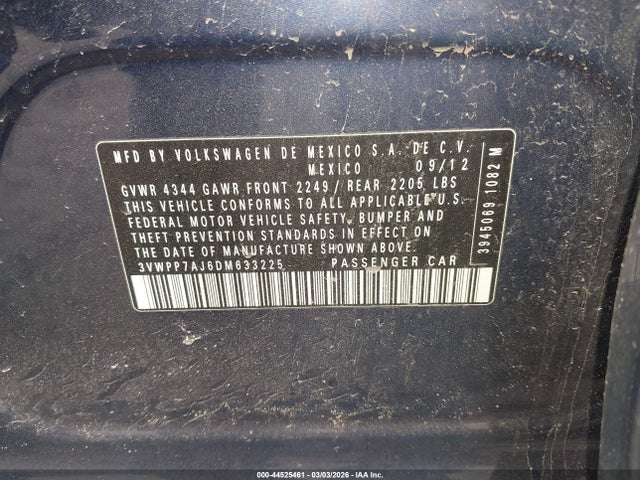 MFD BY VOLKSWAGEN DE MEXICO S.A. DE C.V.
MEXICO 09/12
GVWR 4344 GAWR FRONT 2249/ REAR 2205 LBS
THIS VEHICLE CONFORMS TO ALL APPLICABLE U.S.
FEDERAL MOTOR VEHICLE SAFETY, BUMPER AND
THEFT PREVENTION STANDARDS IN EFFECT ON
THE DATE OF MANUFACTURE SHOWN ABOVE.
3VWPP7AJ6DM633225 PASSENGER CAR
3945069 1082 M
000-44525461 | 03/03/2026 - IAA, Inc.